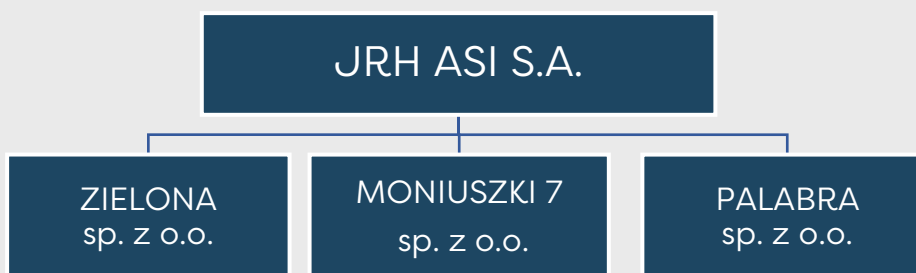 JRH ASI S.A.
ZIELONA
sp. z o.o.
MONIUSZKI 7
sp. z o.o.
PALABRA
sp. z o.o.